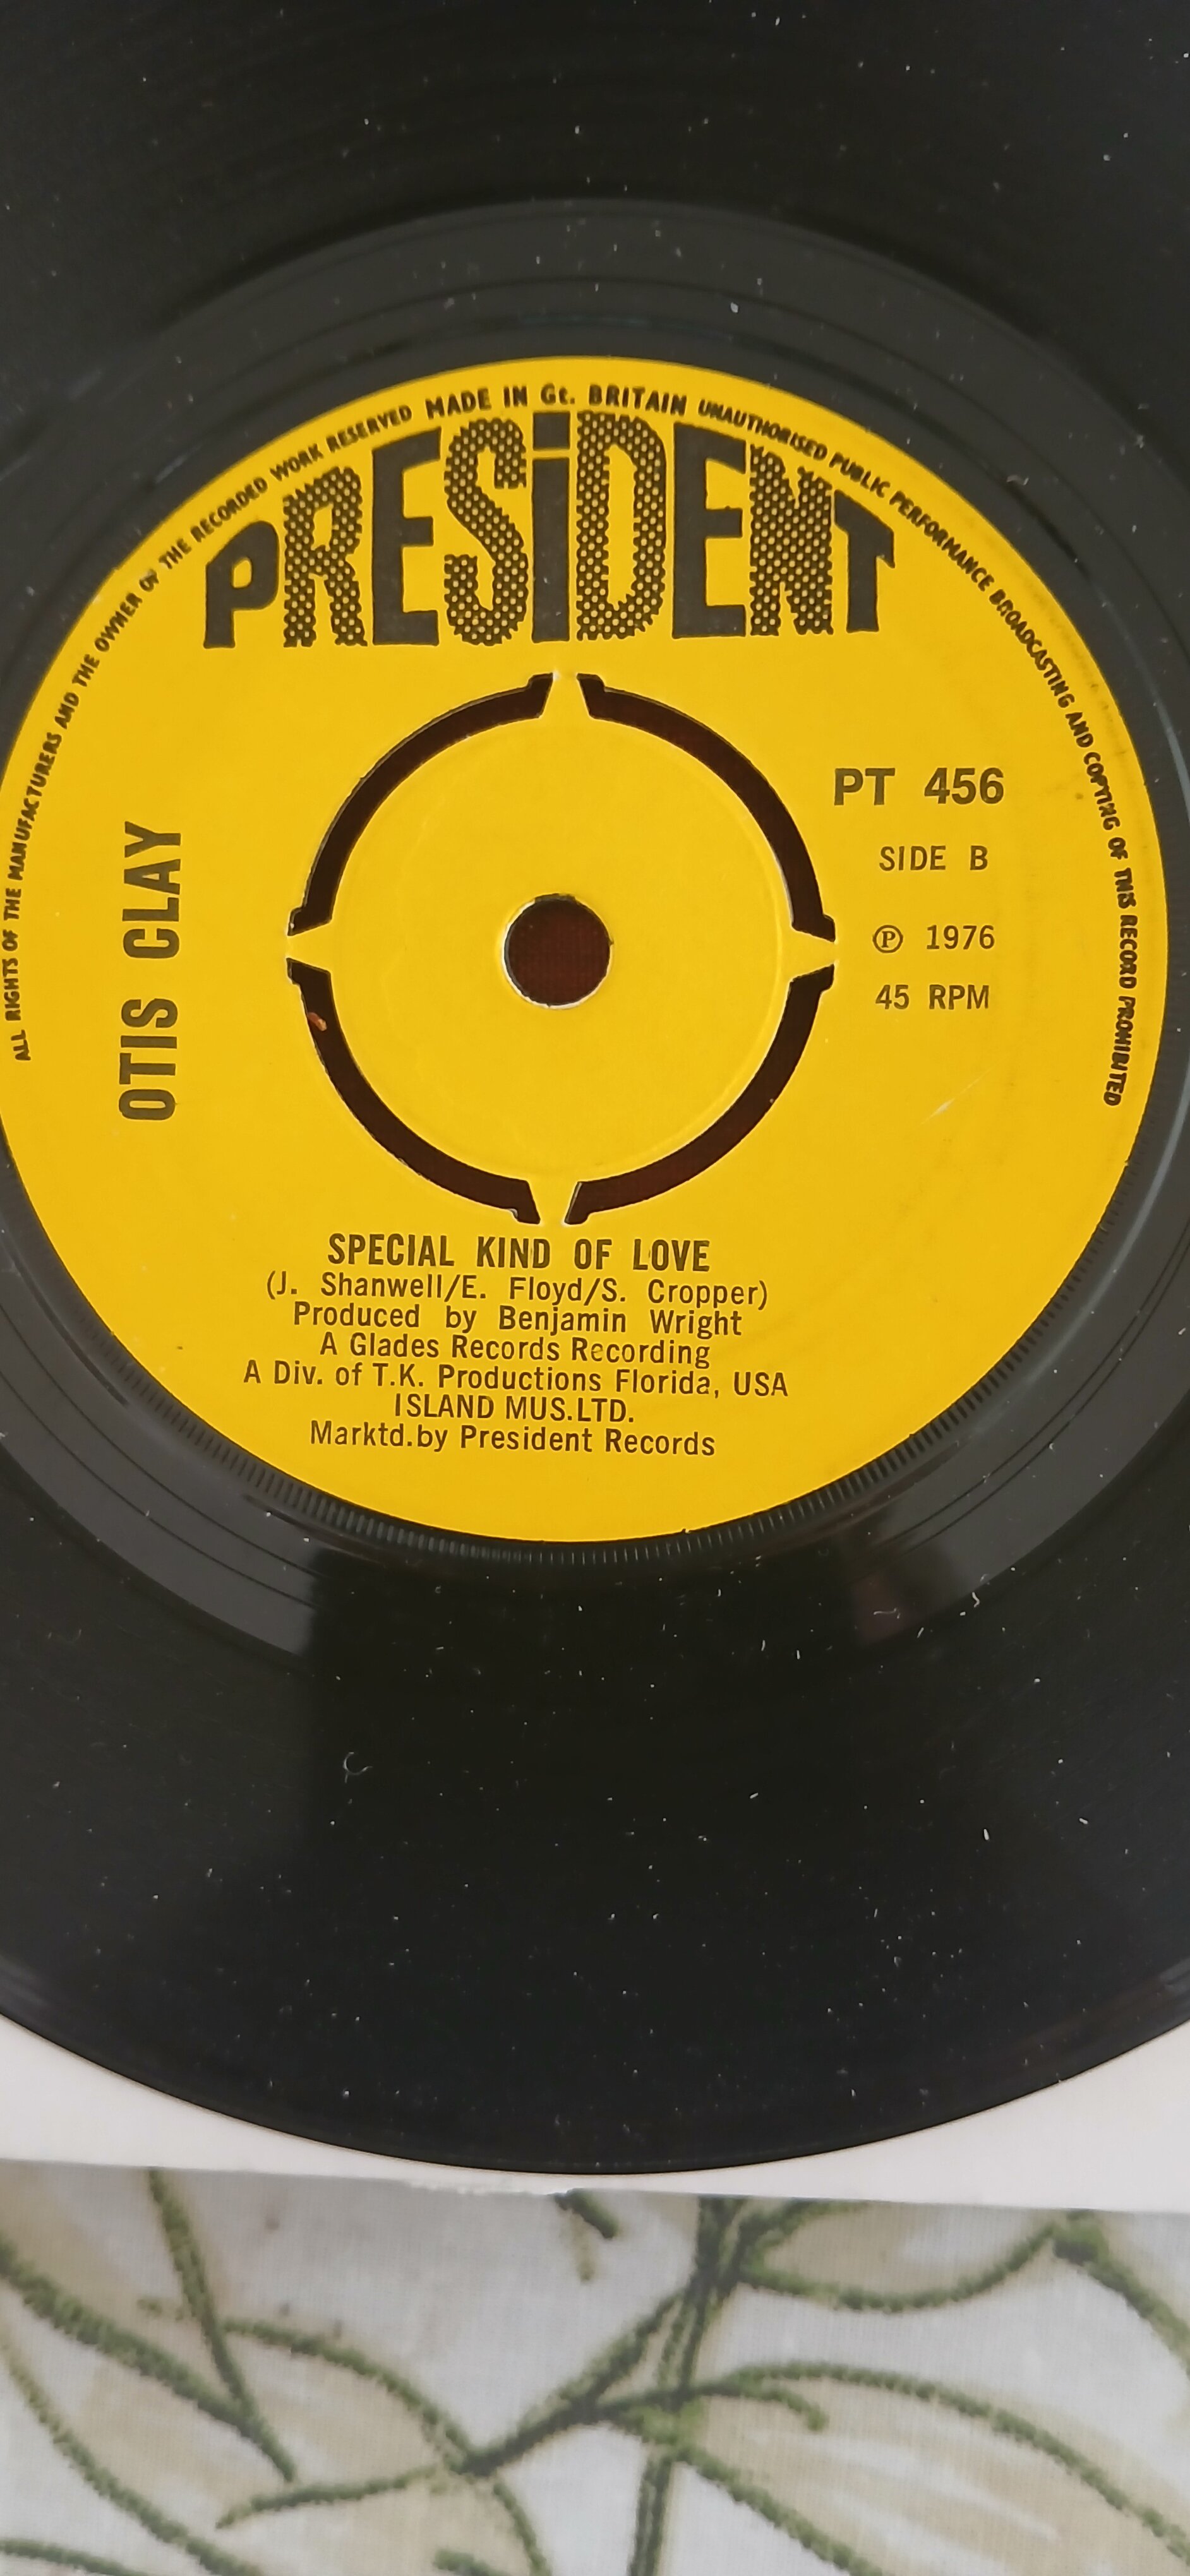 ALL RIGHTS OF THE MANUFACTURERS AND THE OWNER OF THE RECORDED WORK RESERVED MADE IN Gt. BRITAIN UNAUTHORISED PUBLIC PERFORMANCE BROADCASTING AND COPYING OF THIS RECORD PROHIBITED
PRESiDENT
OTIS CLAY
PT 456
SIDE B
Ⓟ 1976
45 RPM
SPECIAL KIND OF LOVE
(J. Shanwell/E. Floyd/S. Cropper)
Produced by Benjamin Wright
A Glades Records Recording
A Div. of T.K. Productions Florida, USA
ISLAND MUS.LTD.
Marktd.by President Records